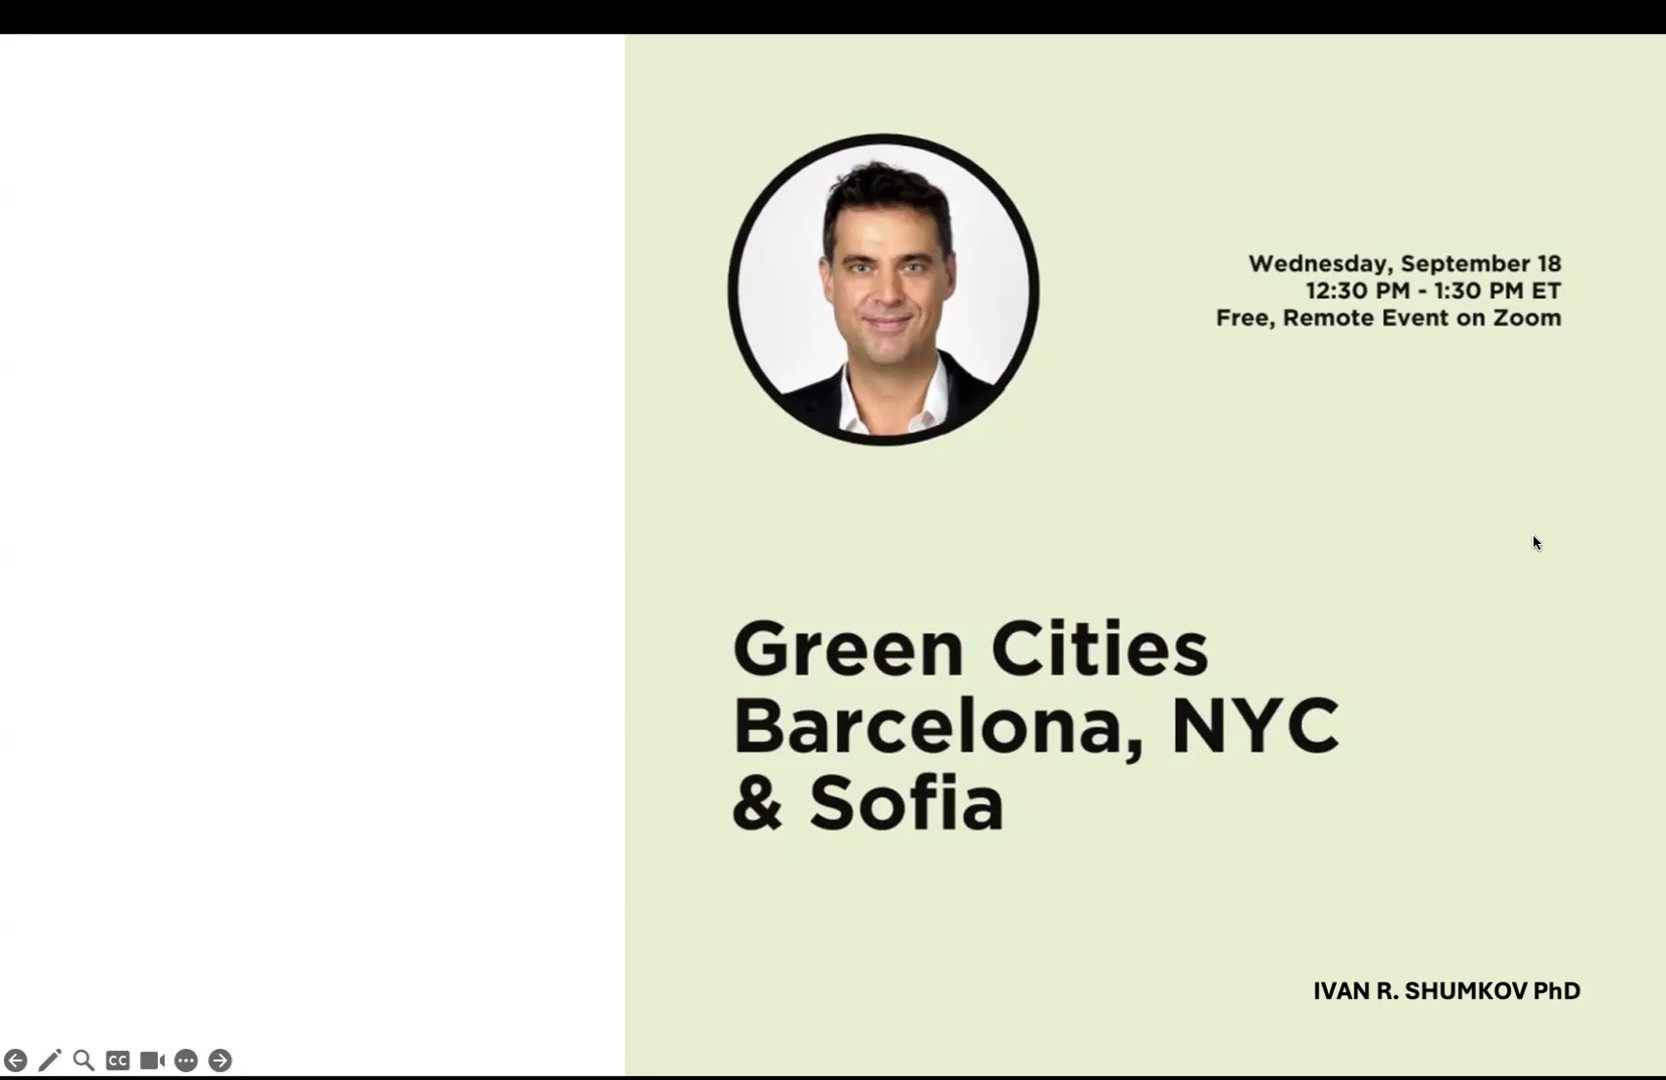 Wednesday, September 18
12:30 PM - 1:30 PM ET
Free, Remote Event on Zoom
Green Cities
Barcelona, NYC
& Sofia
IVAN R. SHUMKOV PhD
CC